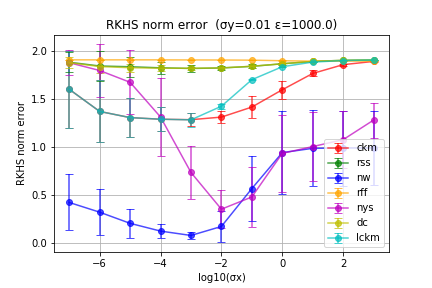 RKHS norm error (σy=0.01 ε=1000.0)
2.0
1.5
1.0
0.5
0.0
RKHS norm error
−6
−4
−2
0
2
log10(σx)
ckm
rss
nw
rff
nys
dc
lckm